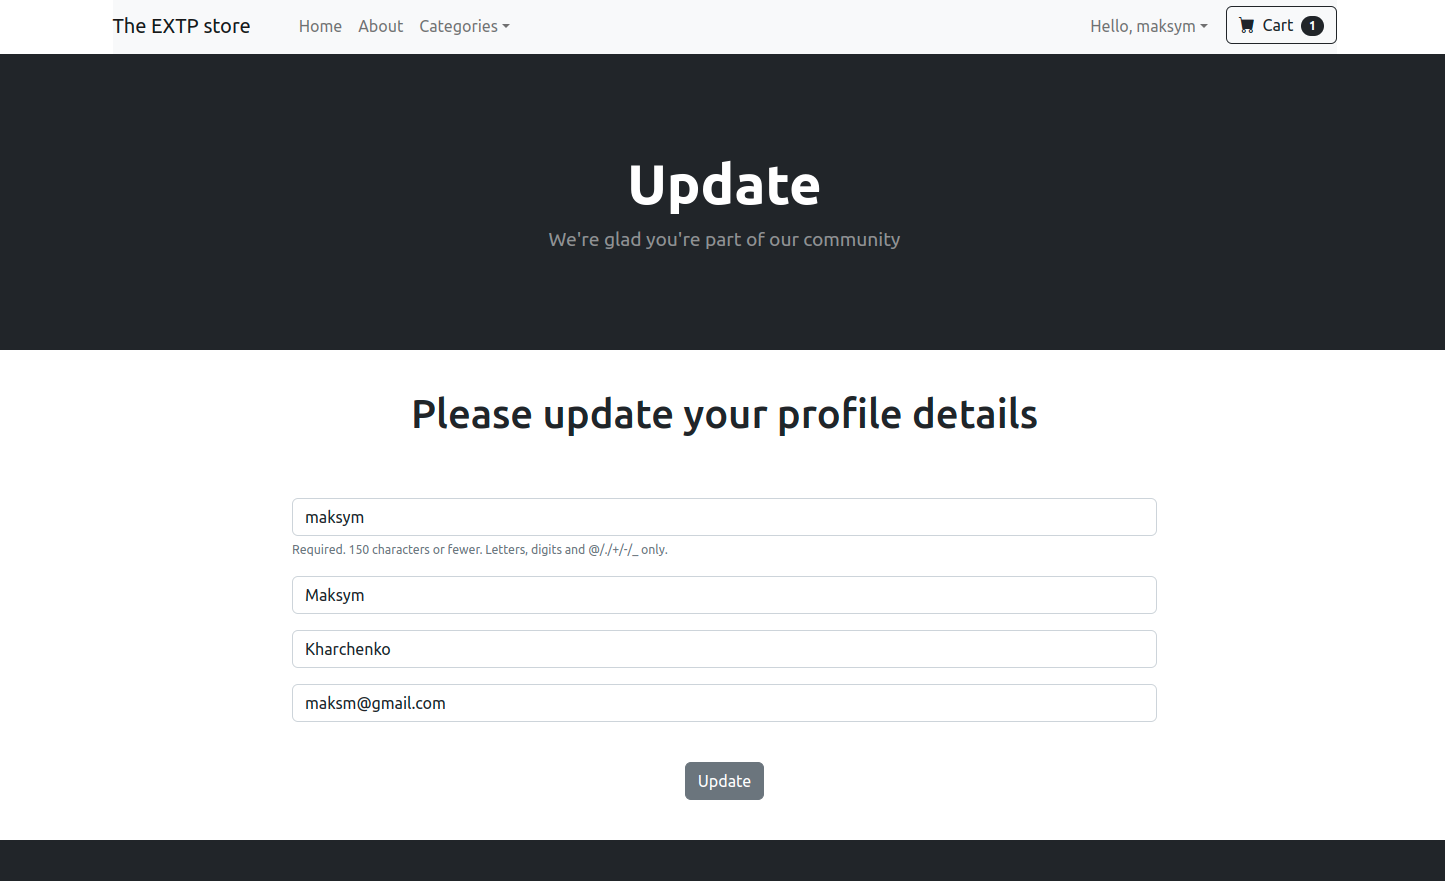 The EXTP store Home About Categories Hello, maksym Cart 1
Update
We're glad you're part of our community
Please update your profile details
maksym
Required. 150 characters or fewer. Letters, digits and @/./+/-/_ only.
Maksym
Kharchenko
maksm@gmail.com
Update